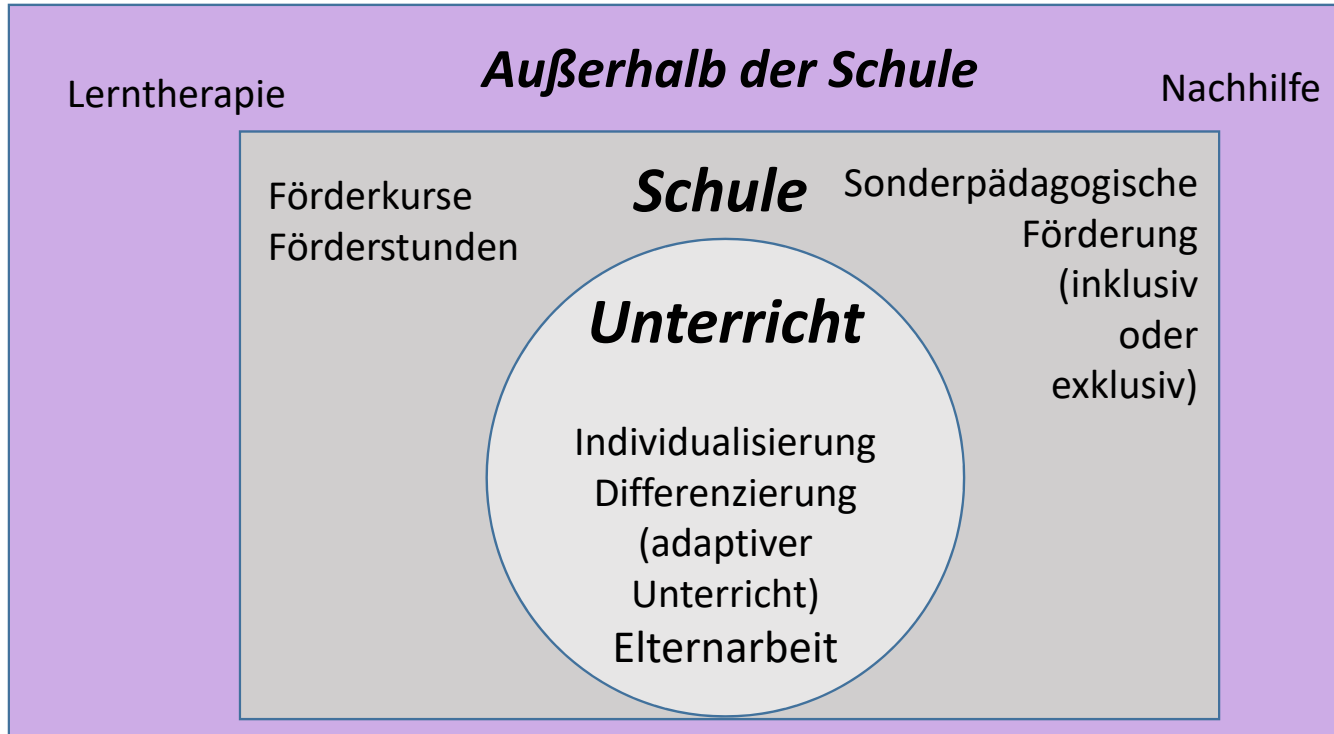 Außerhalb der Schule
Lerntherapie
Nachhilfe
Schule
Förderkurse
Förderstunden
Sonderpädagogische
Förderung
(inklusiv
oder
exklusiv)
Unterricht
Individualisierung
Differenzierung
(adaptiver
Unterricht)
Elternarbeit